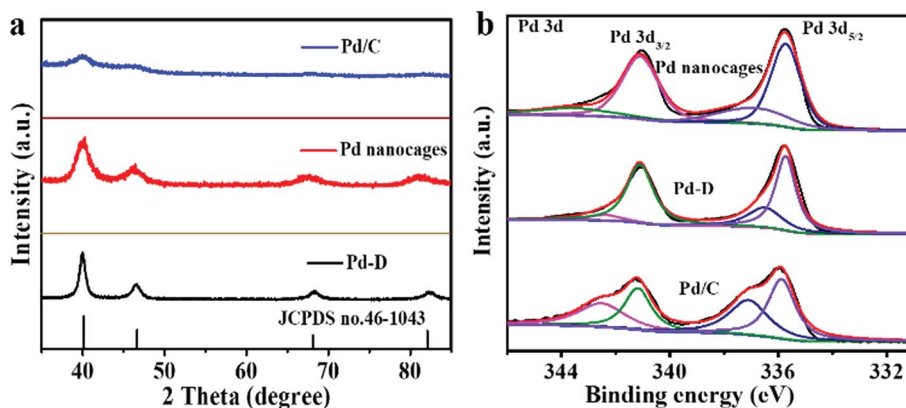 a
Pd/C
Pd nanocages
Pd-D
JCPDS no.46-1043
Intensity (a.u.)
40 50 60 70 80
2 Theta (degree)
b
Pd 3d
Pd 3d3/2
Pd 3d5/2
Pd nanocages
Pd-D
Pd/C
Intensity (a.u.)
344 340 336 332
Binding energy (eV)